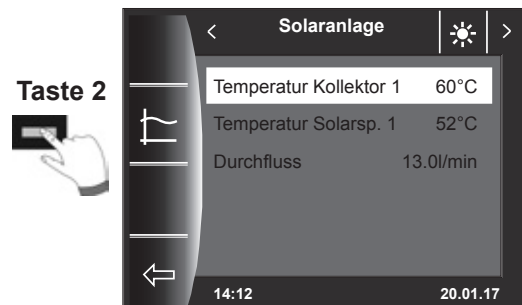 Solaranlage
Taste 2
Temperatur Kollektor 1 60°C
Temperatur Solarsp. 1 52°C
Durchfluss 13.0l/min
14:12 20.01.17